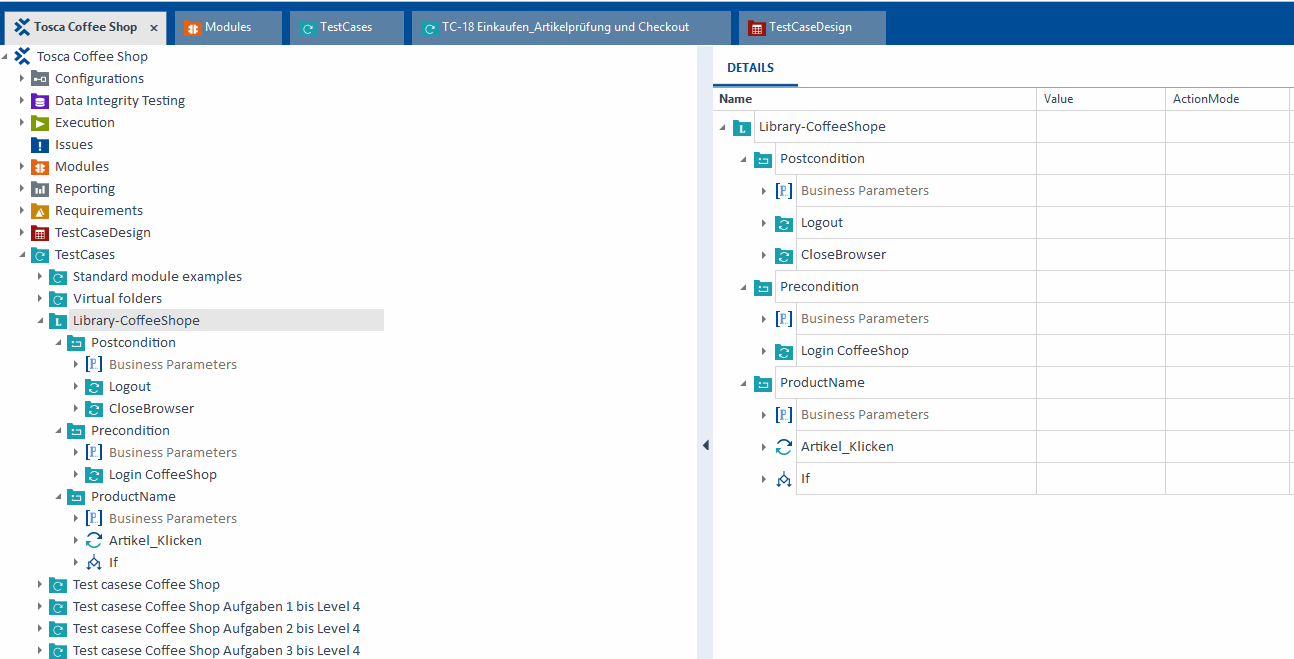 Tosca Coffee Shop × Modules TestCases TC-18 Einkaufen_Artikelprüfung und Checkout TestCaseDesign
Tosca Coffee Shop
Configurations
Data Integrity Testing
Execution
Issues
Modules
Reporting
Requirements
TestCaseDesign
TestCases
Standard module examples
Virtual folders
Library-CoffeeShope
Postcondition
Business Parameters
Logout
CloseBrowser
Precondition
Business Parameters
Login CoffeeShop
ProductName
Business Parameters
Artikel_Klicken
If
Test casese Coffee Shop
Test casese Coffee Shop Aufgaben 1 bis Level 4
Test casese Coffee Shop Aufgaben 2 bis Level 4
Test casese Coffee Shop Aufgaben 3 bis Level 4
DETAILS
Name Value ActionMode
Library-CoffeeShope
Postcondition
Business Parameters
Logout
CloseBrowser
Precondition
Business Parameters
Login CoffeeShop
ProductName
Business Parameters
Artikel_Klicken
If